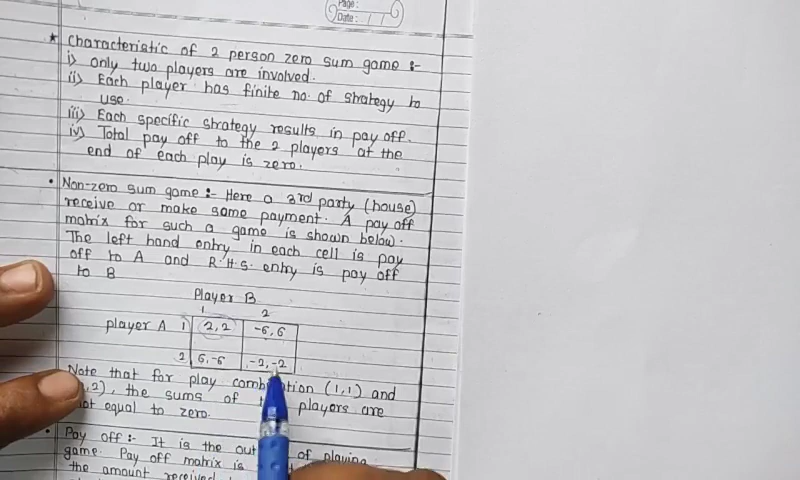 Page:
Date: / /
* Characteristic of 2 person zero sum game :-
i) Only two players are involved.
ii) Each player has finite no. of strategy to
use.
iii) Each specific strategy results in pay off.
iv) Total pay off to the 2 players at the
end of each play is zero.
• Non-zero sum game :- Here a 3rd party (house)
receive or make some payment. A pay off
matrix for such a game is shown below.
The left hand entry in each cell is pay
off to A and R.H.S. entry is pay off
to B
Player B
1 2
player A 1 2,2 -6,6
2 6,-6 -2,-2
Note that for play (1,1) and
,2), the sums of players are
equal to zero.
• Pay off :- It is the of playing
game. Pay off matrix is
the amount received